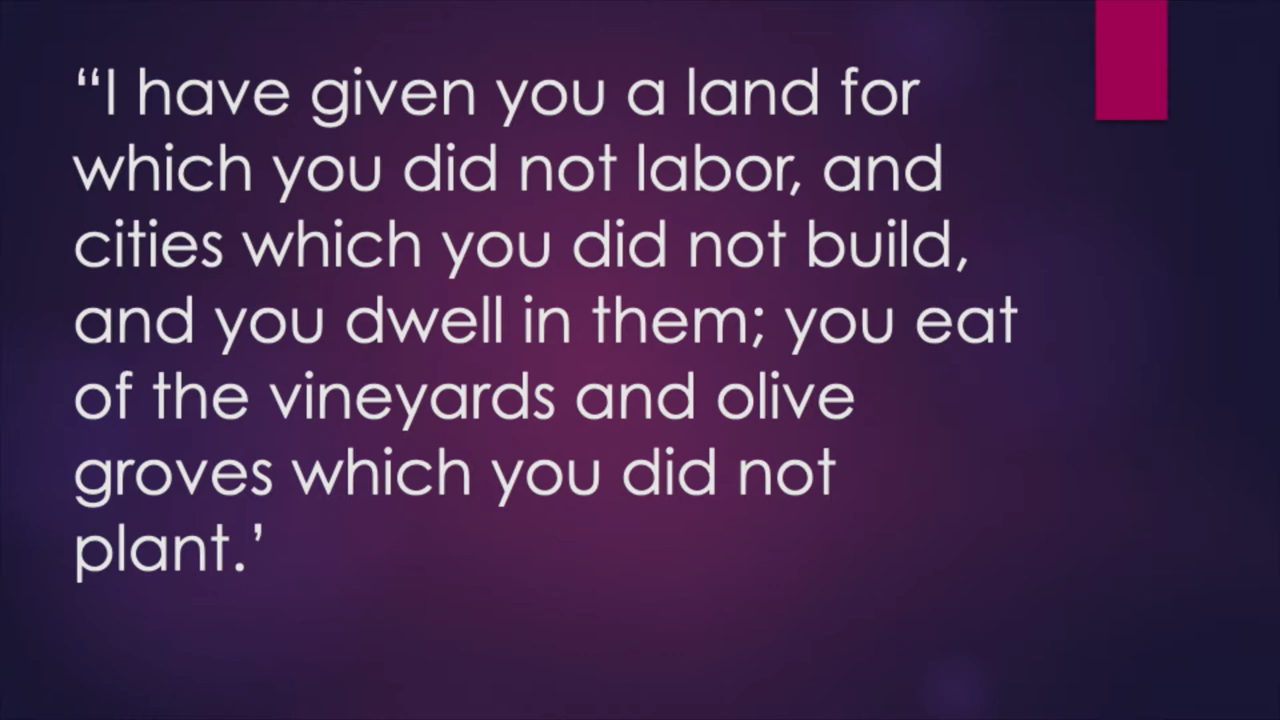 “I have given you a land for
which you did not labor, and
cities which you did not build,
and you dwell in them; you eat
of the vineyards and olive
groves which you did not
plant.’